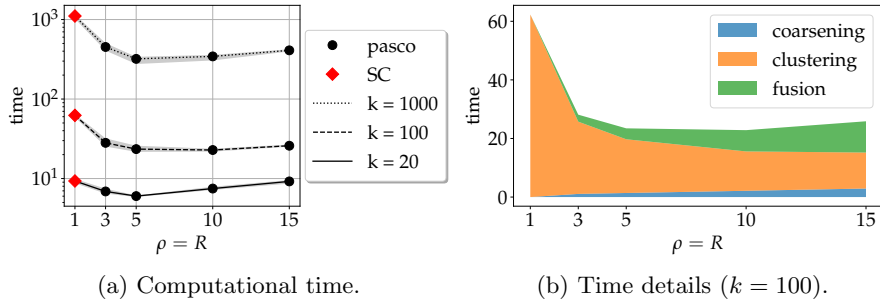 10³
10²
10¹
time
1 3 5 10 15
ρ = R
pasco
SC
k = 1000
k = 100
k = 20
(a) Computational time.
60
40
20
0
time
1 3 5 10 15
ρ = R
coarsening
clustering
fusion
(b) Time details (k = 100).